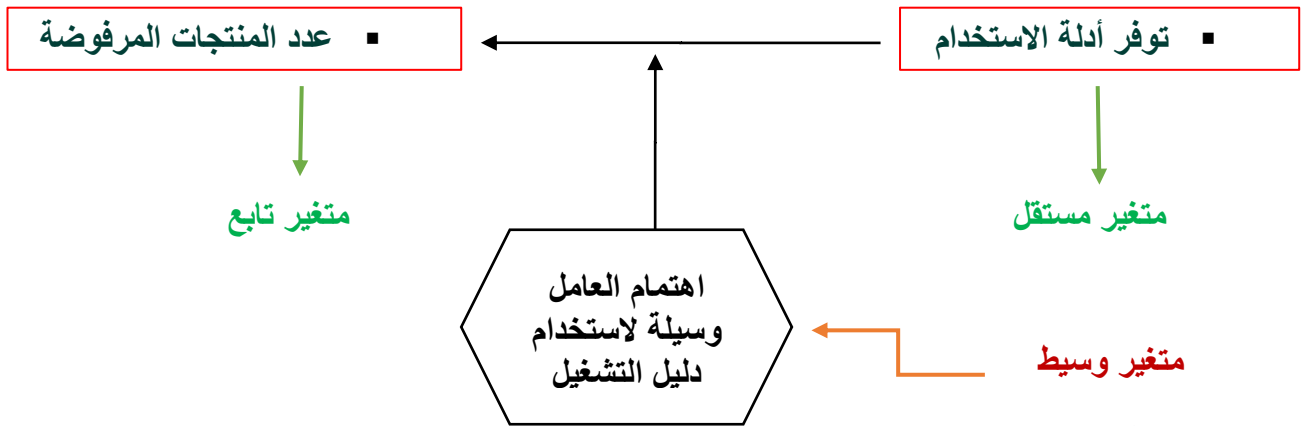 ▪ توفر أدلة الاستخدام
▪ عدد المنتجات المرفوضة
متغير مستقل
متغير تابع
اهتمام العامل
وسيلة لاستخدام
دليل التشغيل
متغير وسيط